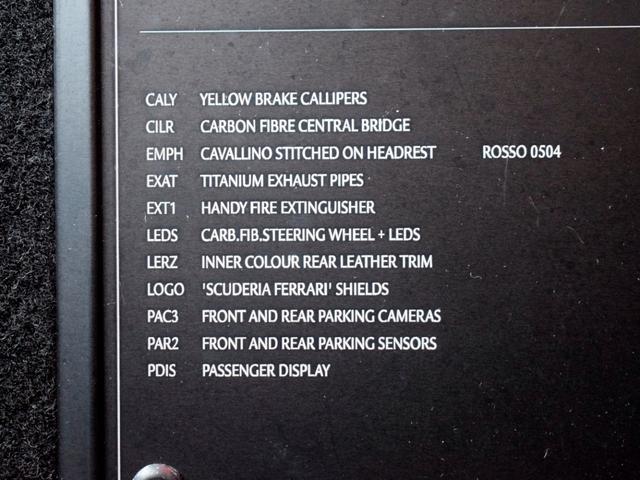 CALY YELLOW BRAKE CALLIPERS
CILR CARBON FIBRE CENTRAL BRIDGE
EMPH CAVALLINO STITCHED ON HEADREST ROSSO 0504
EXAT TITANIUM EXHAUST PIPES
EXT1 HANDY FIRE EXTINGUISHER
LEDS CARB.FIB.STEERING WHEEL + LEDS
LERZ INNER COLOUR REAR LEATHER TRIM
LOGO 'SCUDERIA FERRARI' SHIELDS
PAC3 FRONT AND REAR PARKING CAMERAS
PAR2 FRONT AND REAR PARKING SENSORS
PDIS PASSENGER DISPLAY